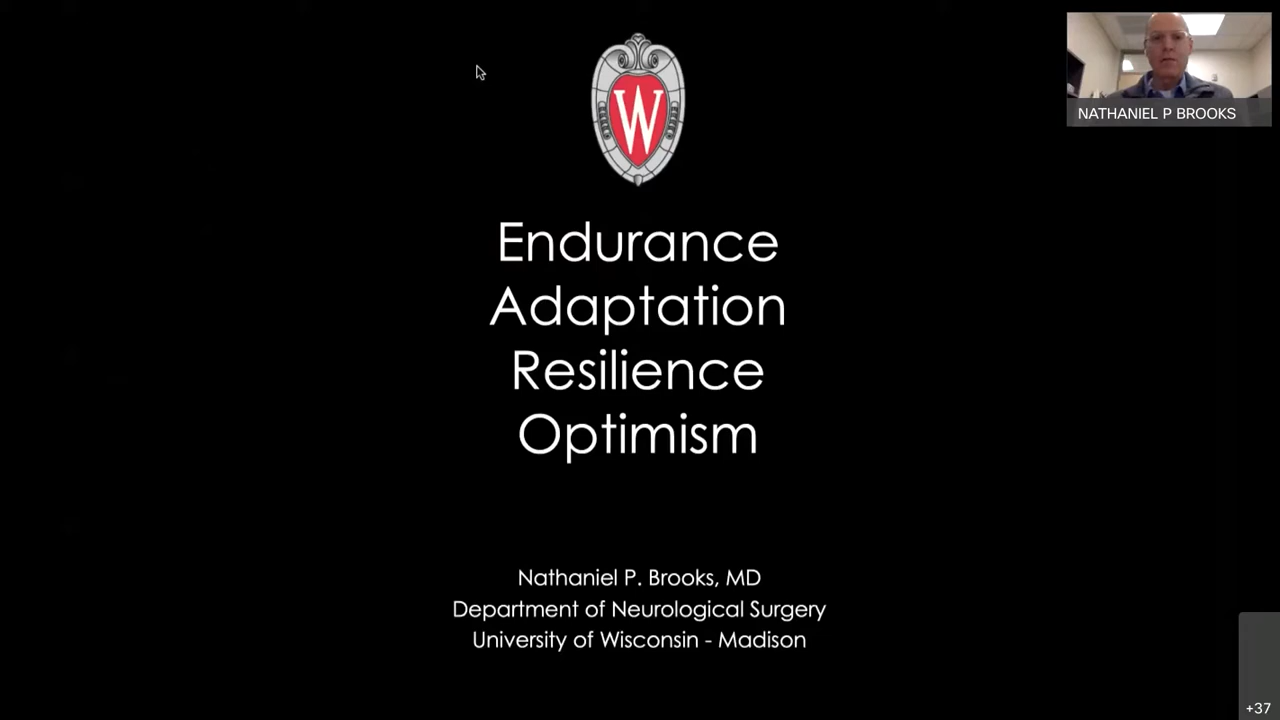 W
NATHANIEL P BROOKS
Endurance
Adaptation
Resilience
Optimism
Nathaniel P. Brooks, MD
Department of Neurological Surgery
University of Wisconsin - Madison
+37